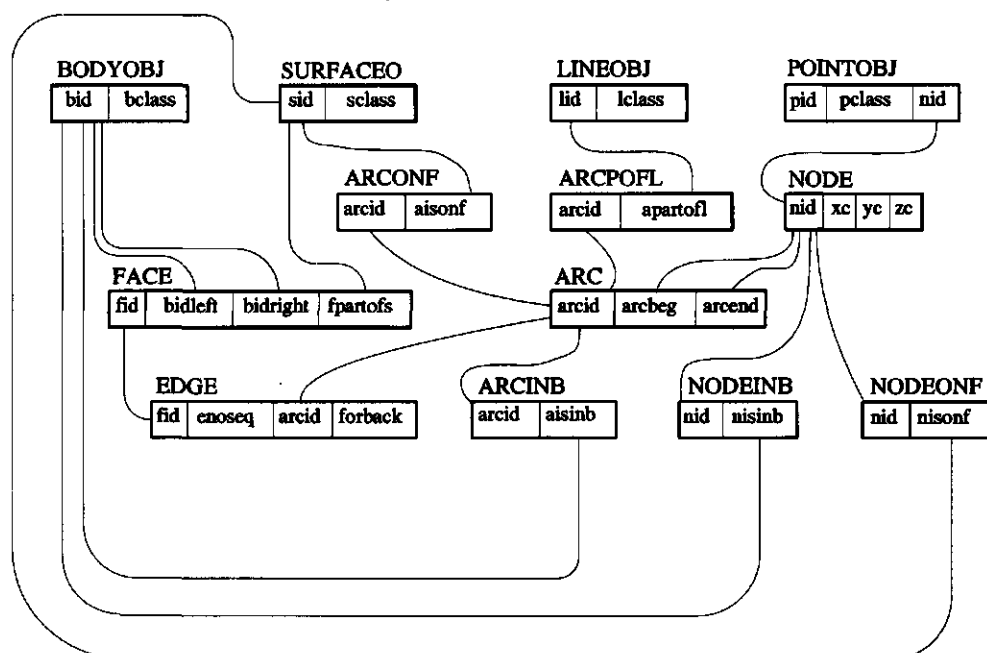 BODYOBJ SURFACEO LINEOBJ POINTOBJ
bid bclass sid sclass lid lclass pid pclass nid
ARCONF ARCPOFL NODE
arcid aisonf arcid apartofl nid xc yc zc
FACE ARC
fid bidleft bidright fpartofs arcid arcbeg arcend
EDGE ARCINB NODEINB NODEONF
fid enoseq arcid forback arcid aisinb nid nisinb nid nisonf